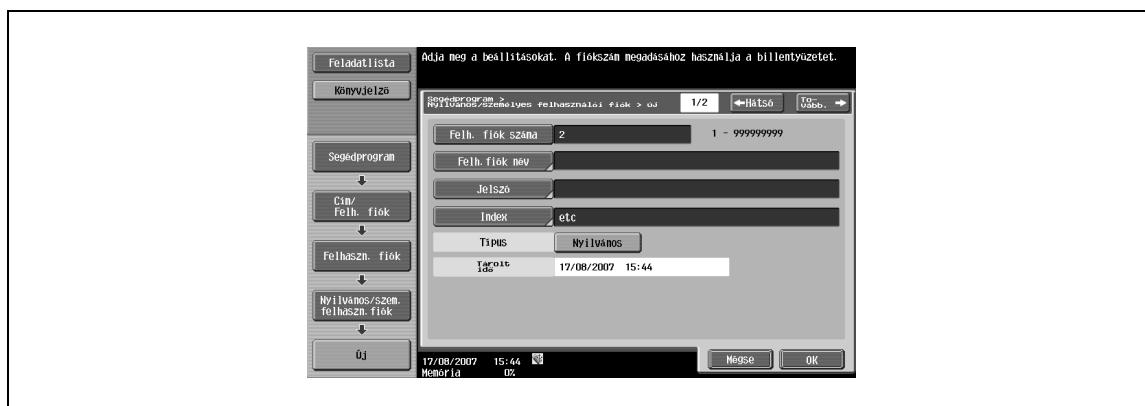 Feladatlista
Könyvjelző
Adja meg a beállításokat. A fiókszám megadásához használja a billentyűzetet.
Segédprogram >
Nyilvános/személyes felhasználói fiók > új
1/2
←Hátsó
To-
vább. →
Felh. fiók száma
2
1 - 999999999
Felh.fiók név
Jelszó
Index
etc
Típus
Nyilvános
Tárolt
idő
17/08/2007 15:44
Segédprogram
Cím/
Felh. fiók
Felhaszn. fiók
Nyilvános/szem.
felhaszn.fiók
Új
17/08/2007 15:44
Memória 0%
Mégse
OK